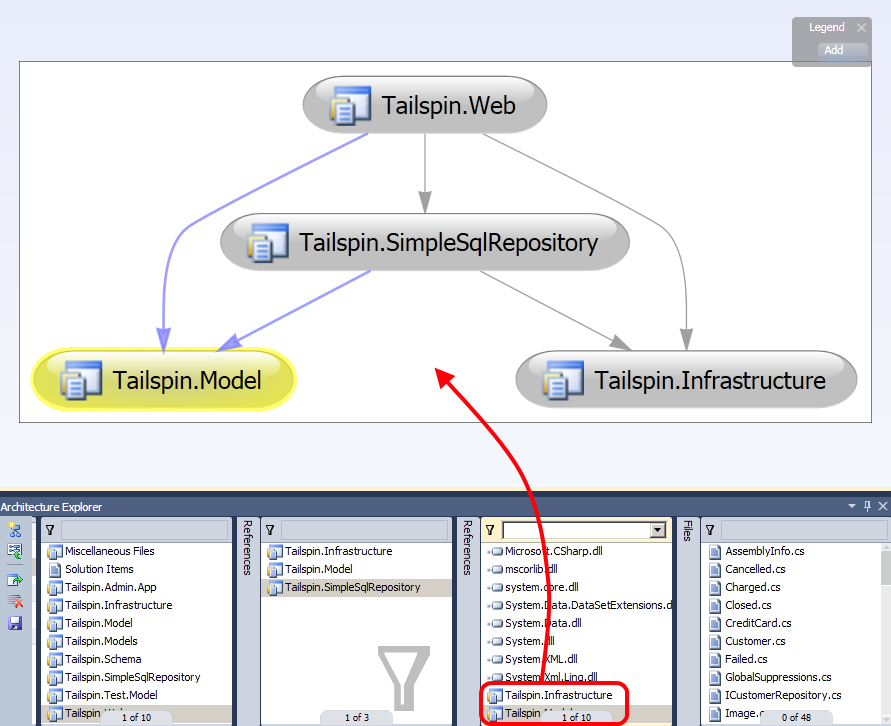 Legend
Add
Tailspin.Web
Tailspin.SimpleSqlRepository
Tailspin.Model
Tailspin.Infrastructure
Architecture Explorer
Miscellaneous Files
Solution Items
Tailspin.Admin.App
Tailspin.Infrastructure
Tailspin.Model
Tailspin.Models
Tailspin.Schema
Tailspin.SimpleSqlRepository
Tailspin.Test.Model
Tailspin.Web
1 of 10
References
Tailspin.Infrastructure
Tailspin.Model
Tailspin.SimpleSqlRepository
1 of 3
References
Microsoft.CSharp.dll
mscorlib.dll
system.core.dll
System.Data.DataSetExtensions.d
System.Data.dll
System.dll
System.XML.dll
System.Xml.Linq.dll
Tailspin.Infrastructure
Tailspin.Model
1 of 10
Files
AssemblyInfo.cs
Cancelled.cs
Charged.cs
Closed.cs
CreditCard.cs
Customer.cs
Failed.cs
GlobalSuppressions.cs
ICustomerRepository.cs
Image.cs
0 of 48